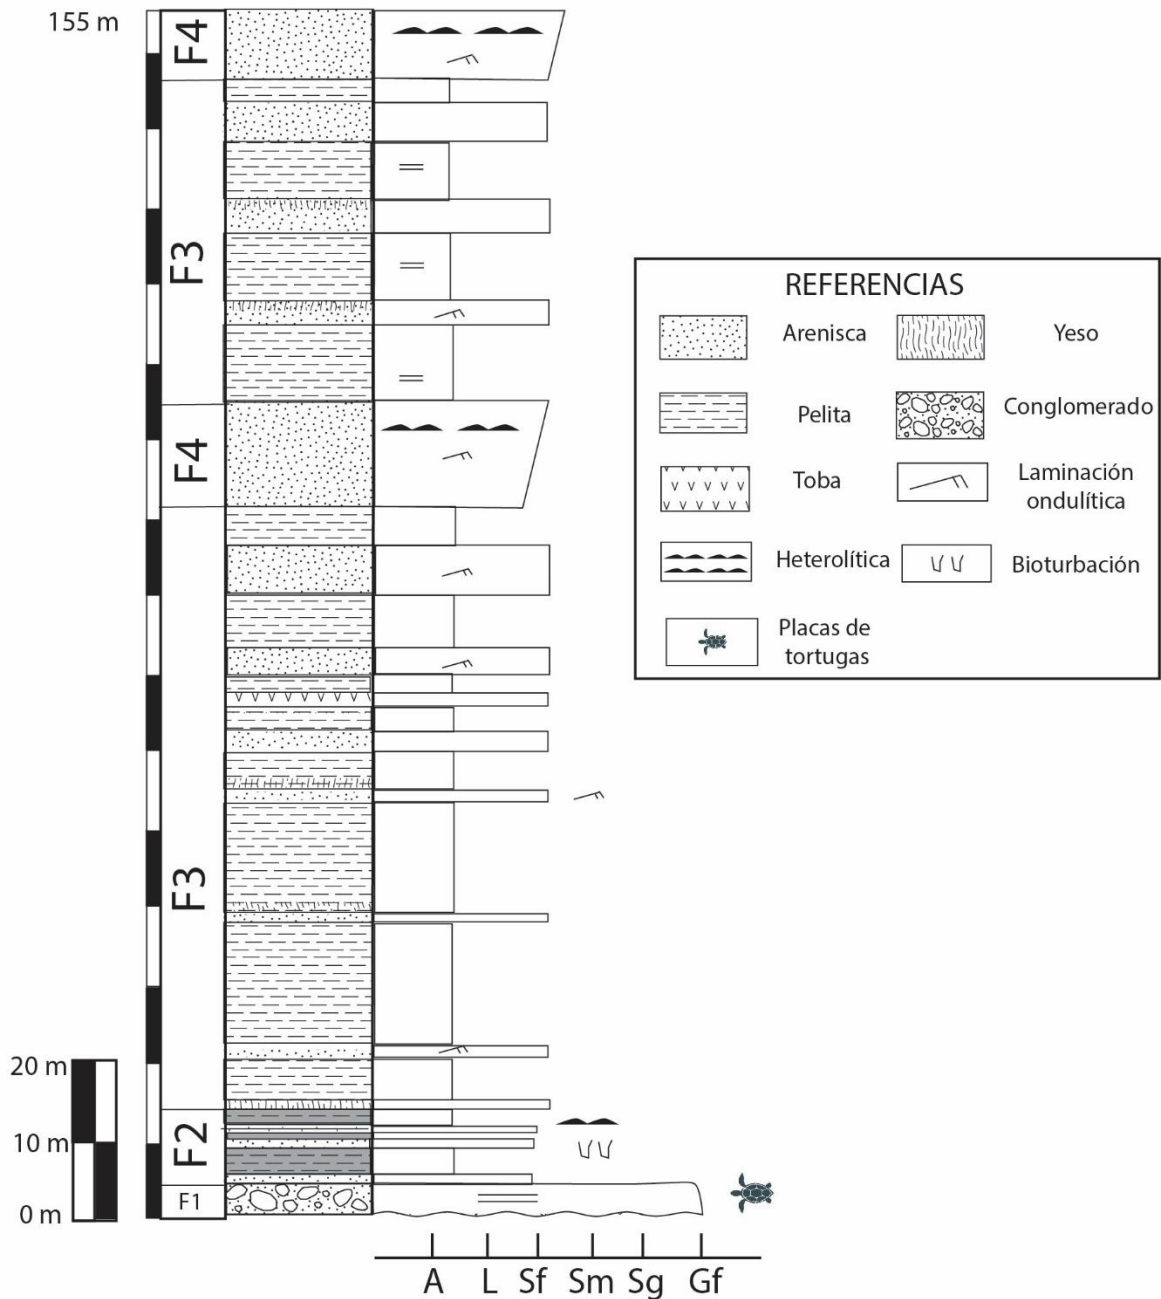 155 m
F4
F3
F4
F3
F2
F1
20 m
10 m
0 m
A L Sf Sm Sg Gf
REFERENCIAS
Arenisca
Yeso
Pelita
Conglomerado
Toba
Laminación
ondulítica
Heterolítica
Bioturbación
Placas de
tortugas